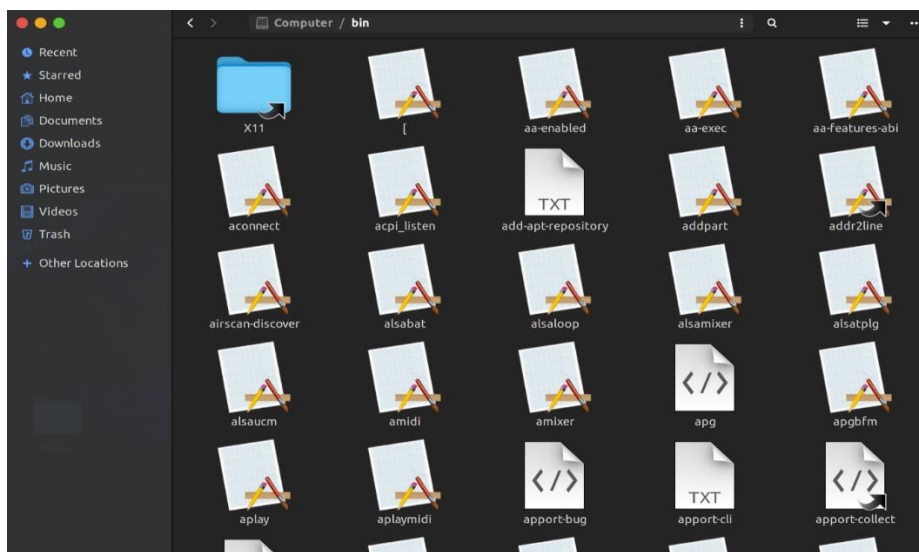 Computer / bin
Recent
Starred
Home
Documents
Downloads
Music
Pictures
Videos
Trash
+ Other Locations
X11
[
aa-enabled
aa-exec
aa-features-abi
aconnect
acpi_listen
TXT
add-apt-repository
addpart
addr2line
airscan-discover
alsabat
alsaloop
alsamixer
alsatplg
alsaucm
amidi
amixer
</>
apg
apgbfm
aplay
aplaymidi
</>
apport-bug
TXT
apport-cli
</>
apport-collect